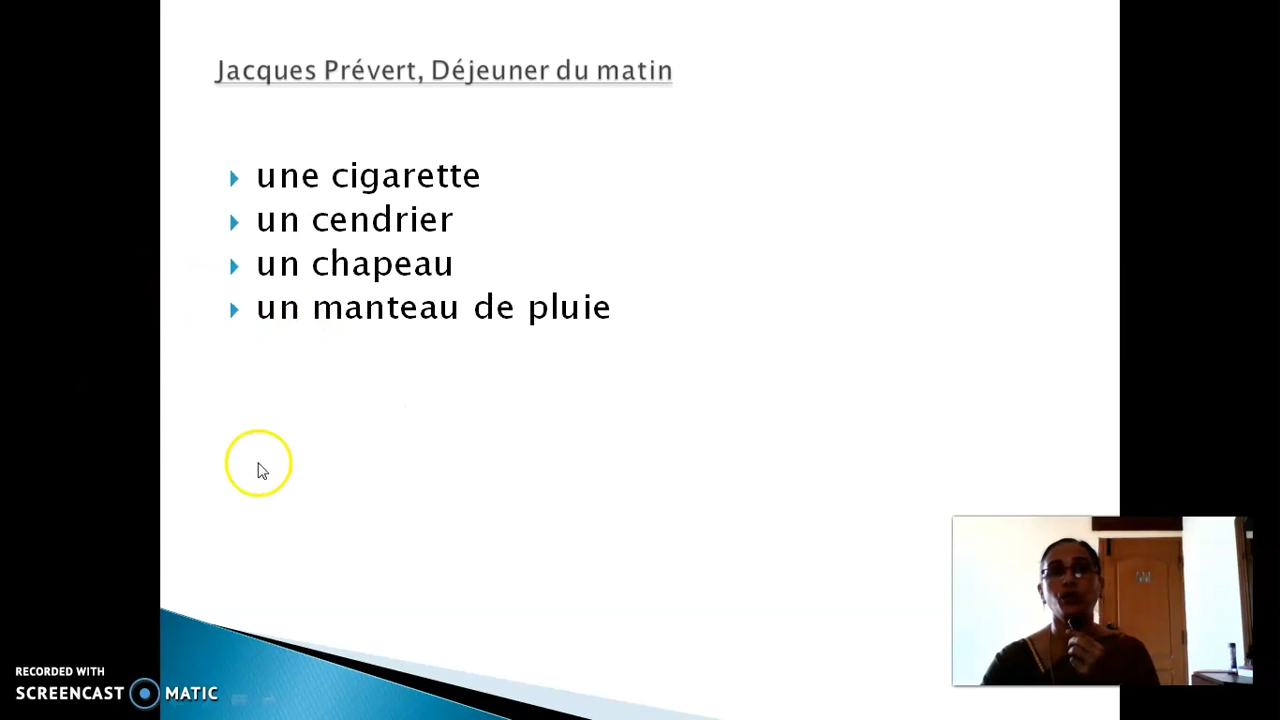 Jacques Prévert, Déjeuner du matin
une cigarette
un cendrier
un chapeau
un manteau de pluie
RECORDED WITH
SCREENCAST MATIC